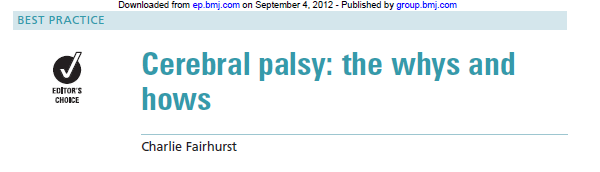 Downloaded from ep.bmj.com on September 4, 2012 - Published by group.bmj.com
BEST PRACTICE
EDITOR'S
CHOICE
Cerebral palsy: the whys and
hows
Charlie Fairhurst